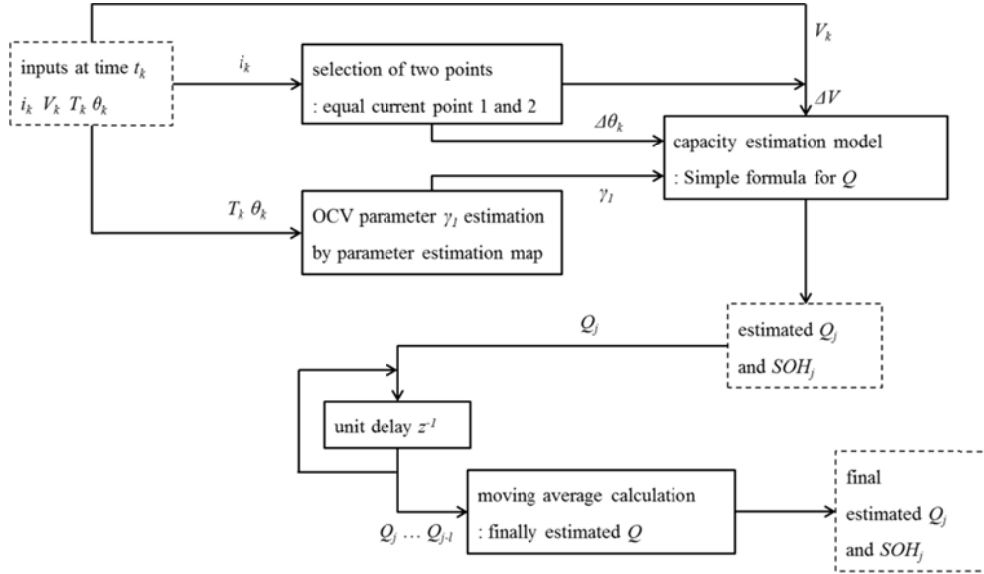 inputs at time t_k
i_k V_k T_k θ_k
i_k
selection of two points
: equal current point 1 and 2
V_k
ΔV
Δθ_k
capacity estimation model
: Simple formula for Q
γ_1
T_k θ_k
OCV parameter γ_1 estimation
by parameter estimation map
Q_j
estimated Q_j
and SOH_j
unit delay z^-1
Q_j … Q_j-l
moving average calculation
: finally estimated Q
final
estimated Q_j
and SOH_j